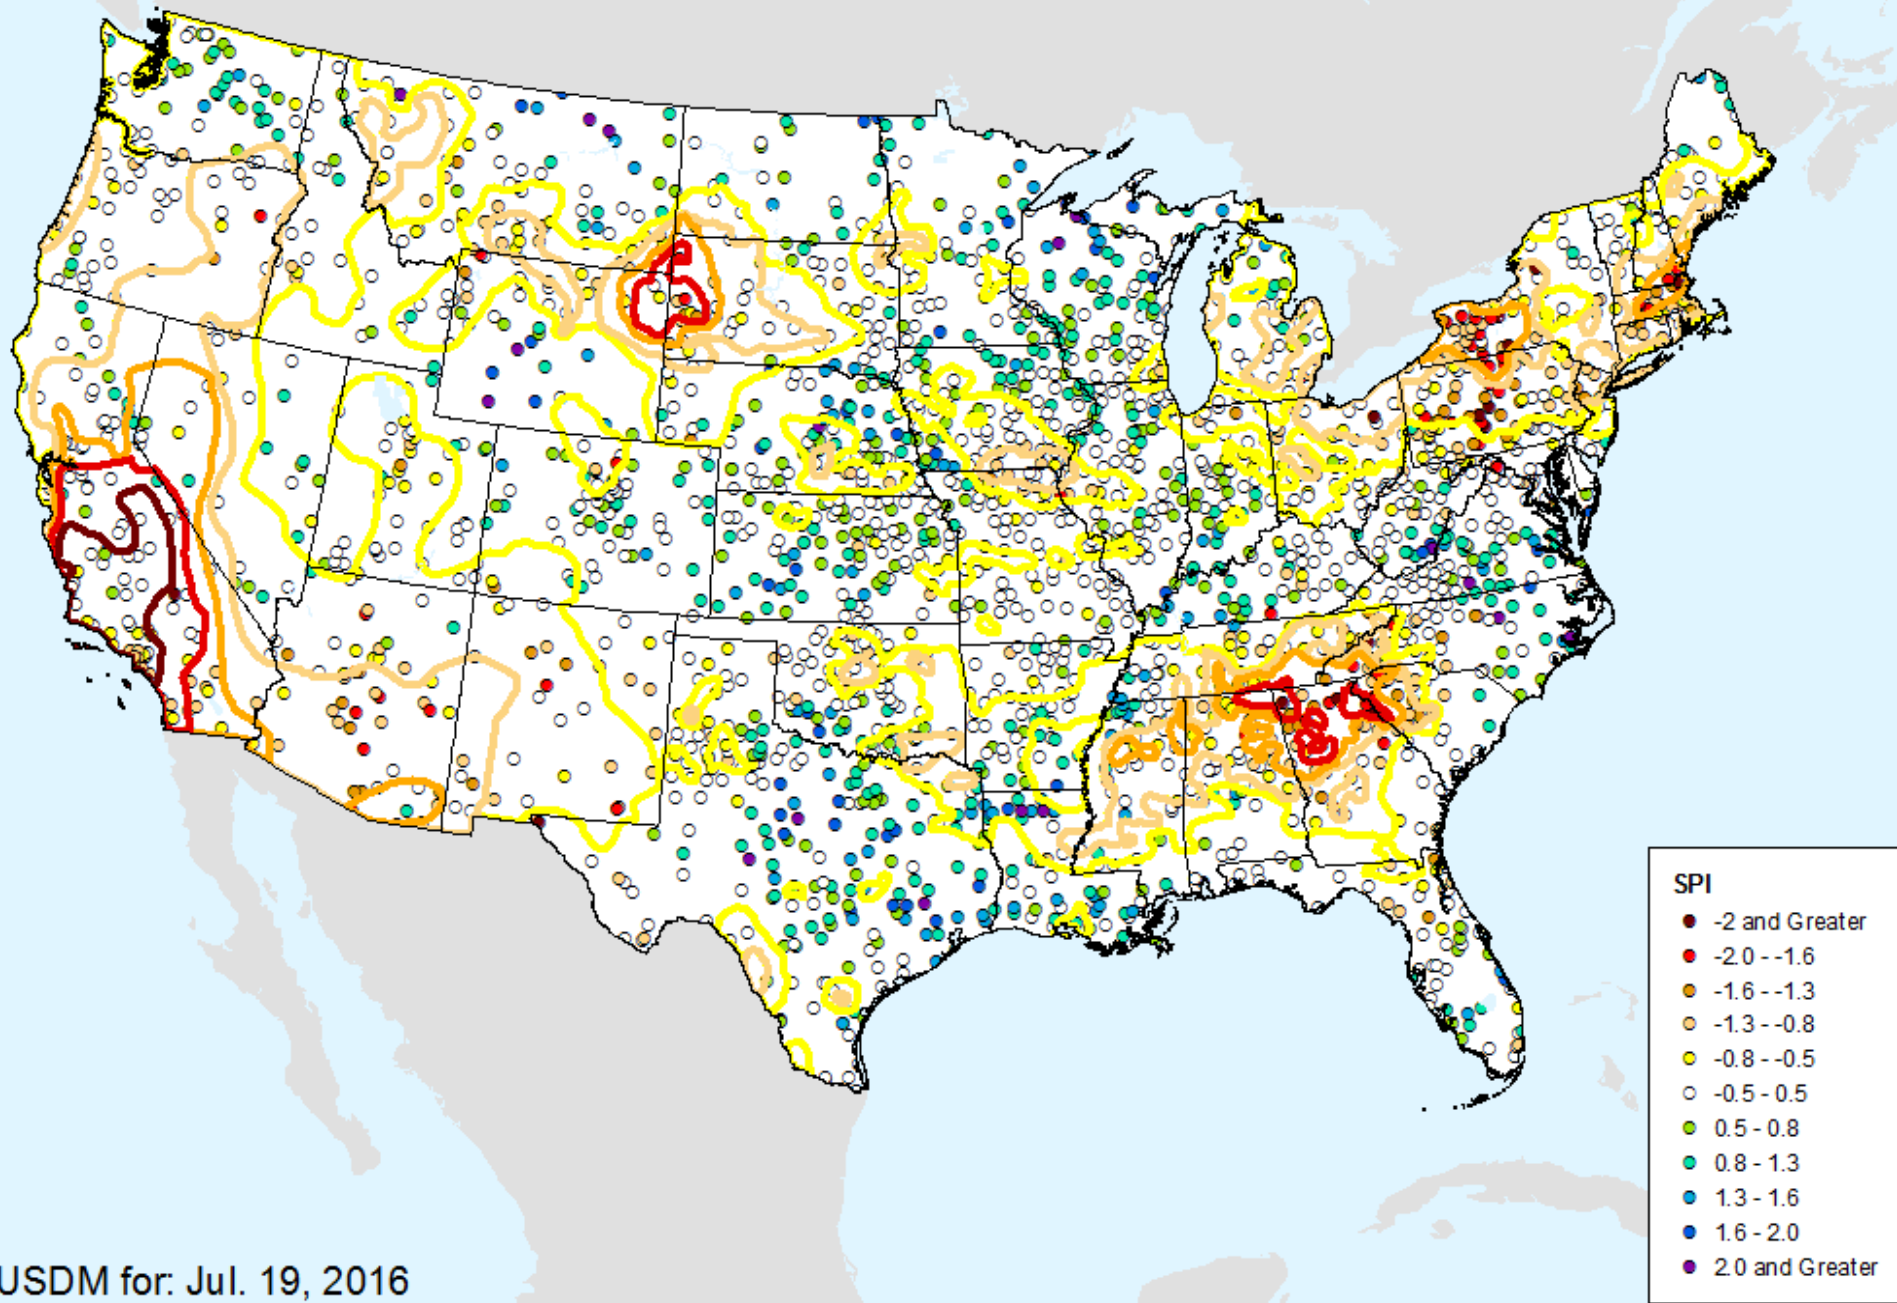 SPI
-2 and Greater
-2.0 - -1.6
-1.6 - -1.3
-1.3 - -0.8
-0.8 - -0.5
-0.5 - 0.5
0.5 - 0.8
0.8 - 1.3
1.3 - 1.6
1.6 - 2.0
2.0 and Greater
USDM for: Jul. 19, 2016